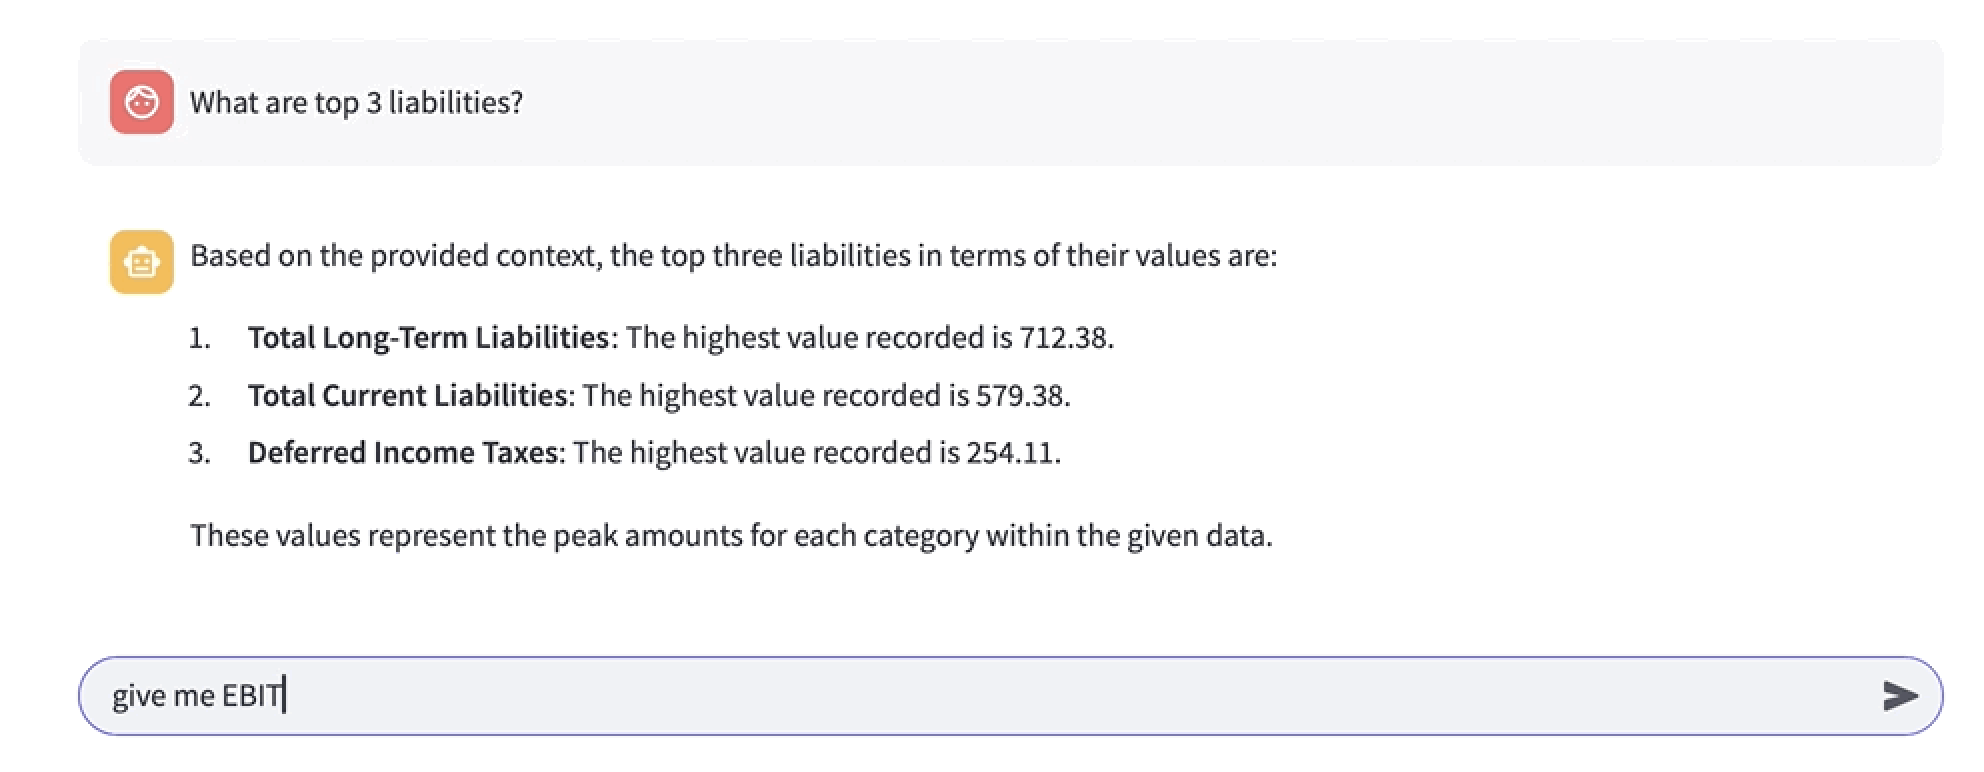 What are top 3 liabilities?
Based on the provided context, the top three liabilities in terms of their values are:
1. Total Long-Term Liabilities: The highest value recorded is 712.38.
2. Total Current Liabilities: The highest value recorded is 579.38.
3. Deferred Income Taxes: The highest value recorded is 254.11.
These values represent the peak amounts for each category within the given data.
give me EBIT